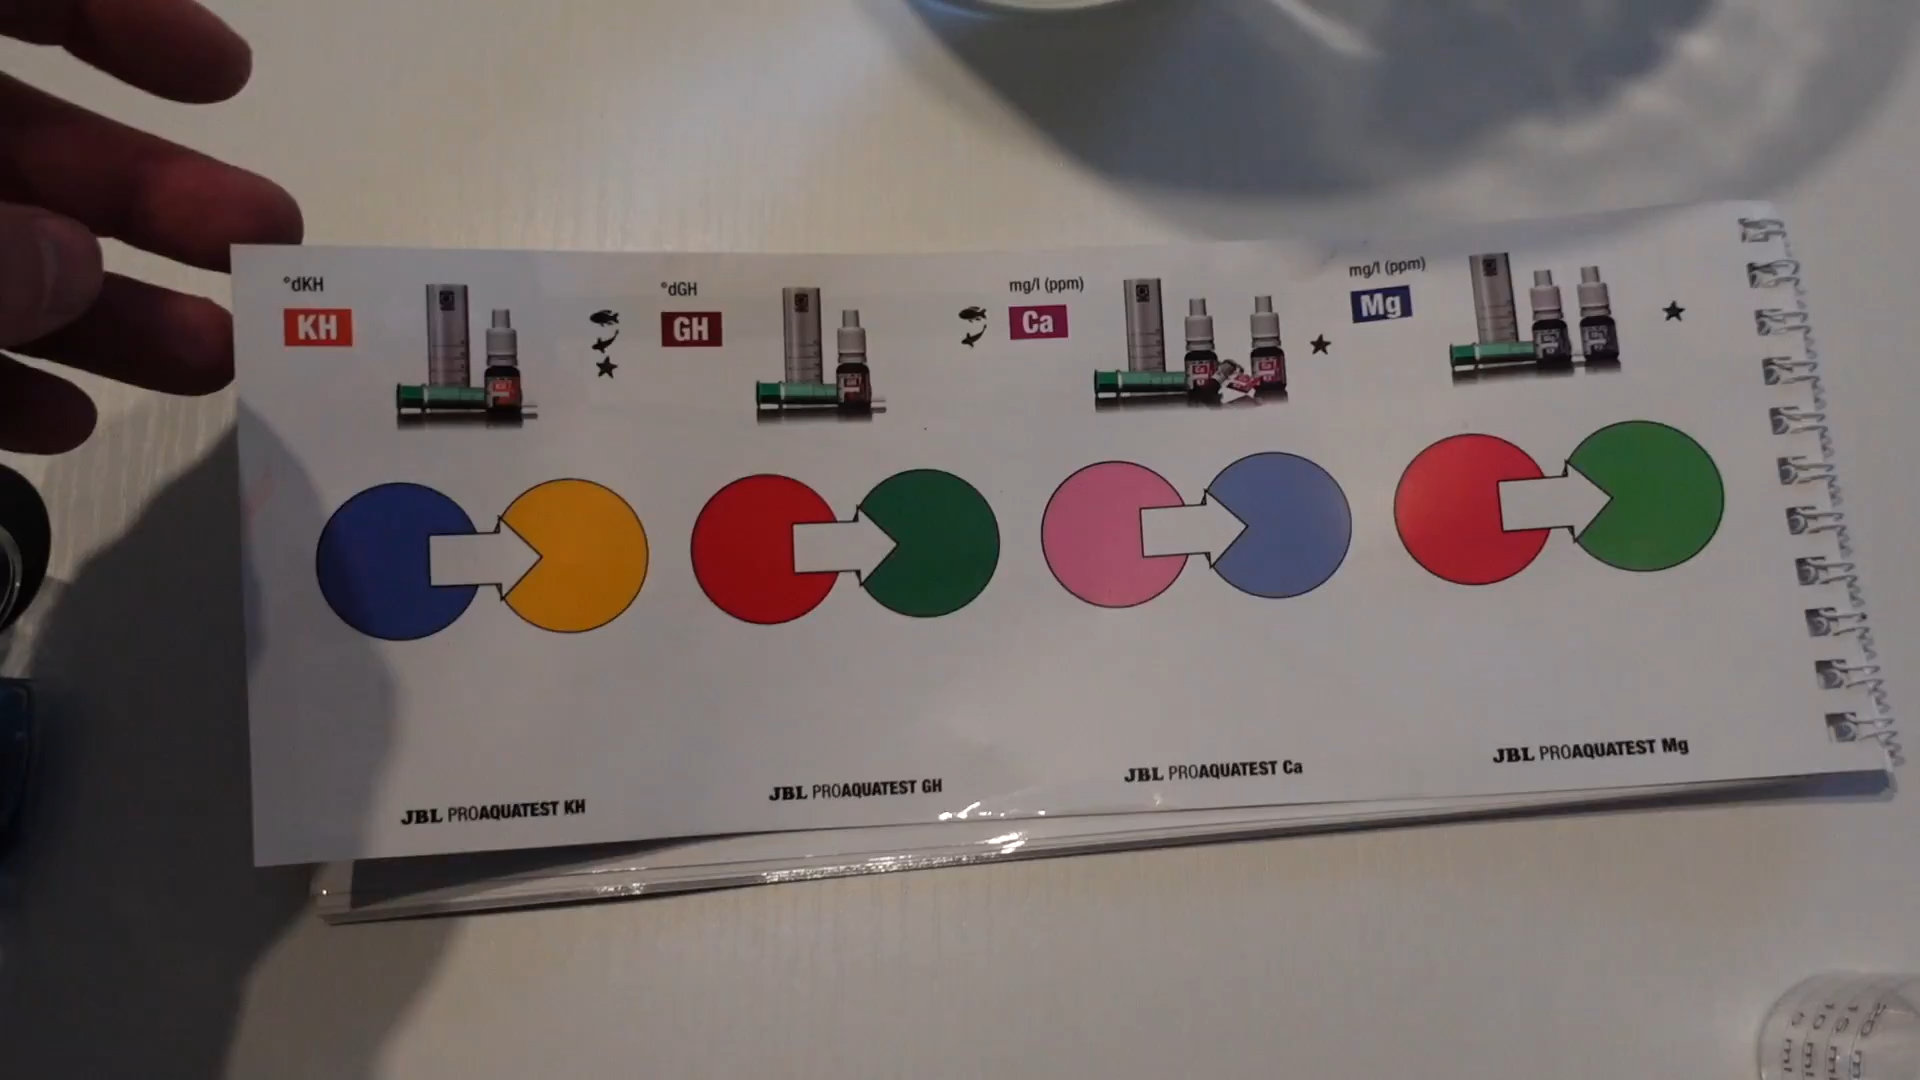 °dKH
KH
°dGH
GH
mg/l (ppm)
Ca
mg/l (ppm)
Mg
JBL PROAQUATEST KH
JBL PROAQUATEST GH
JBL PROAQUATEST Ca
JBL PROAQUATEST Mg